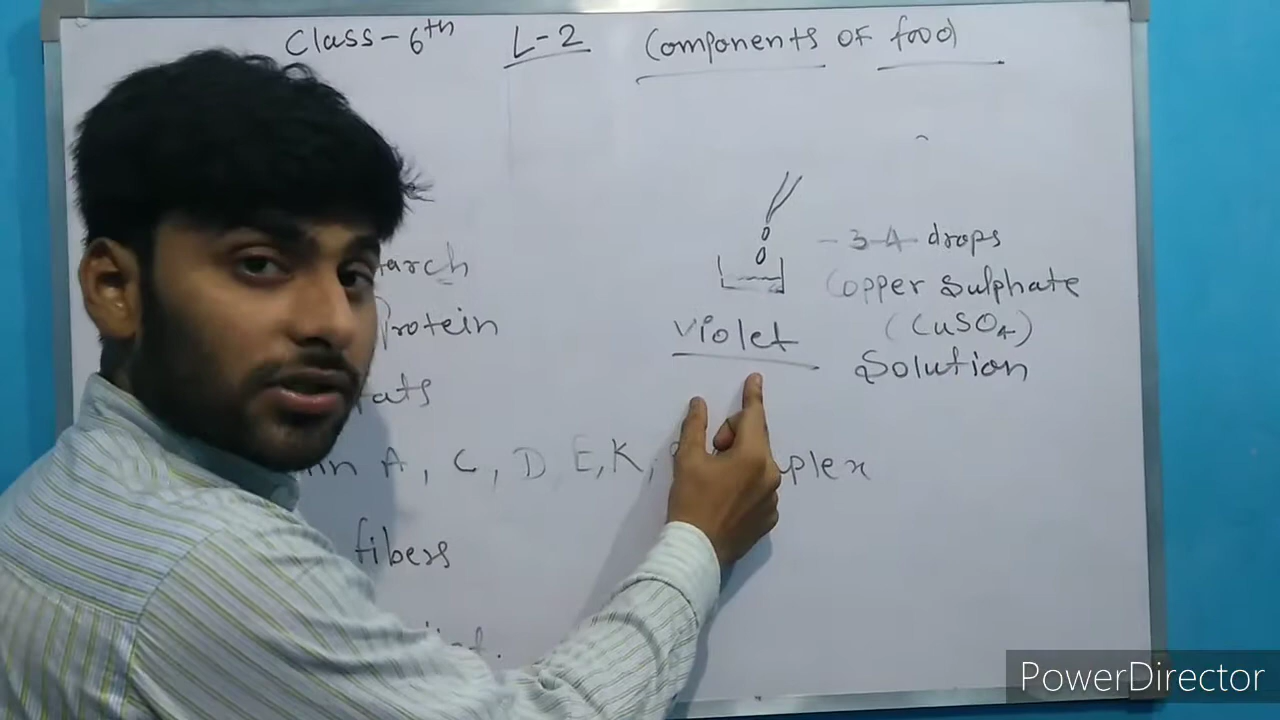 Class-6th L-2 Components of food
arch
Protein
fats
A, C, D, E, K, plex
fibers
- 3-4 drops
Copper Sulphate
(CuSO4)
Solution
Violet
PowerDirector